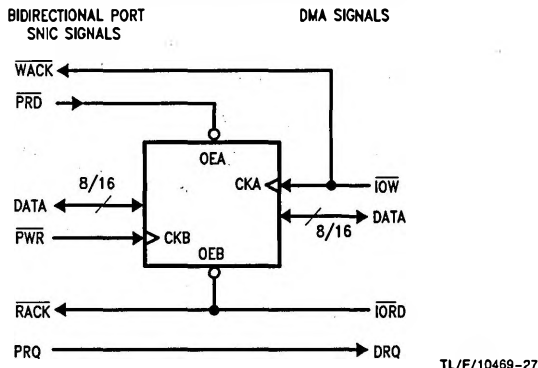 BIDIRECTIONAL PORT
SNIC SIGNALS
DMA SIGNALS
WACK
PRD
OEA
8/16
CKA
IOW
DATA
DATA
8/16
PWR
CKB
OEB
RACK
IORD
PRQ
DRQ
TL/F/10469-27